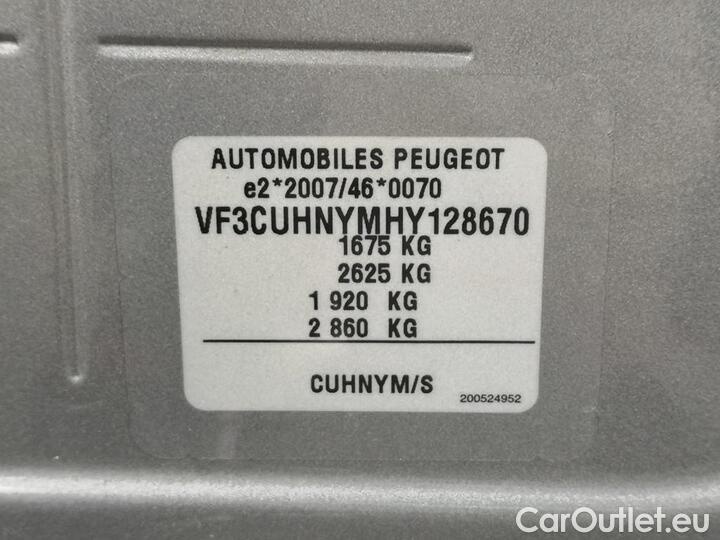 AUTOMOBILES PEUGEOT
e2*2007/46*0070
VF3CUHNYMHY128670
1675 KG
2625 KG
1 920 KG
2 860 KG
CUHNYM/S
200524952
CarOutlet.eu